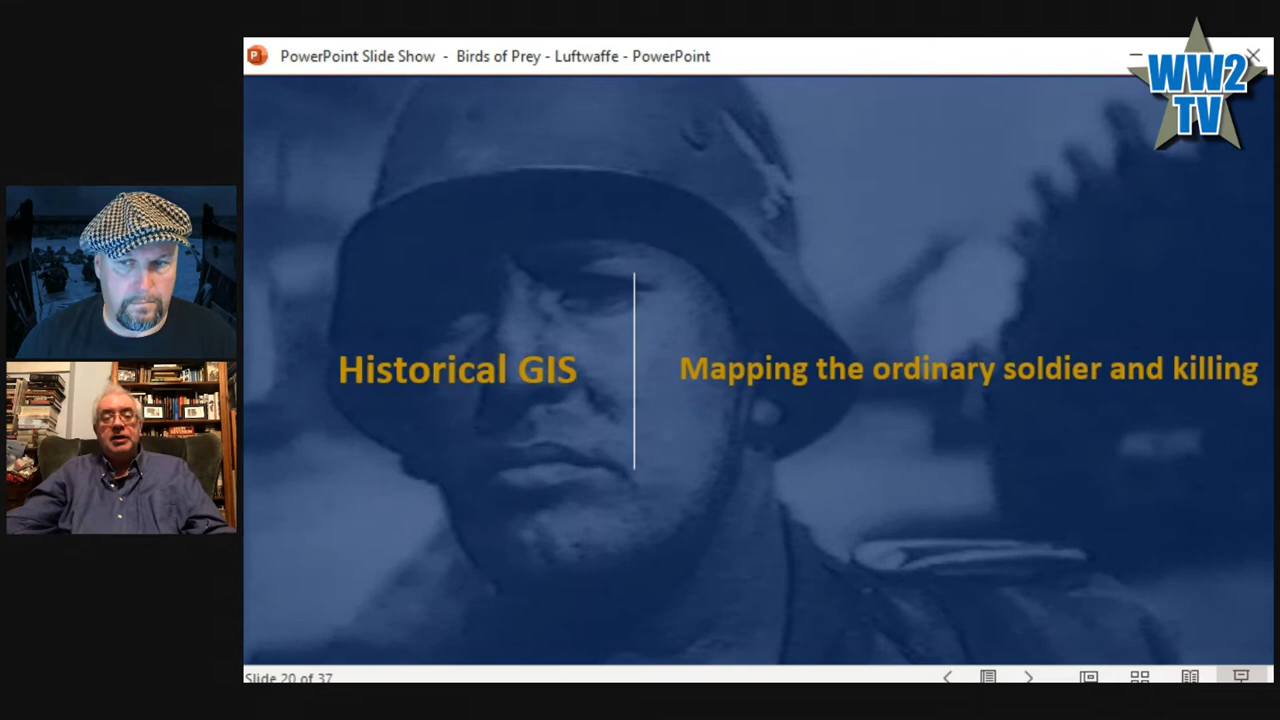 PowerPoint Slide Show - Birds of Prey - Luftwaffe - PowerPoint
WW2
TV
Historical GIS
Mapping the ordinary soldier and killing
Slide 20 of 37